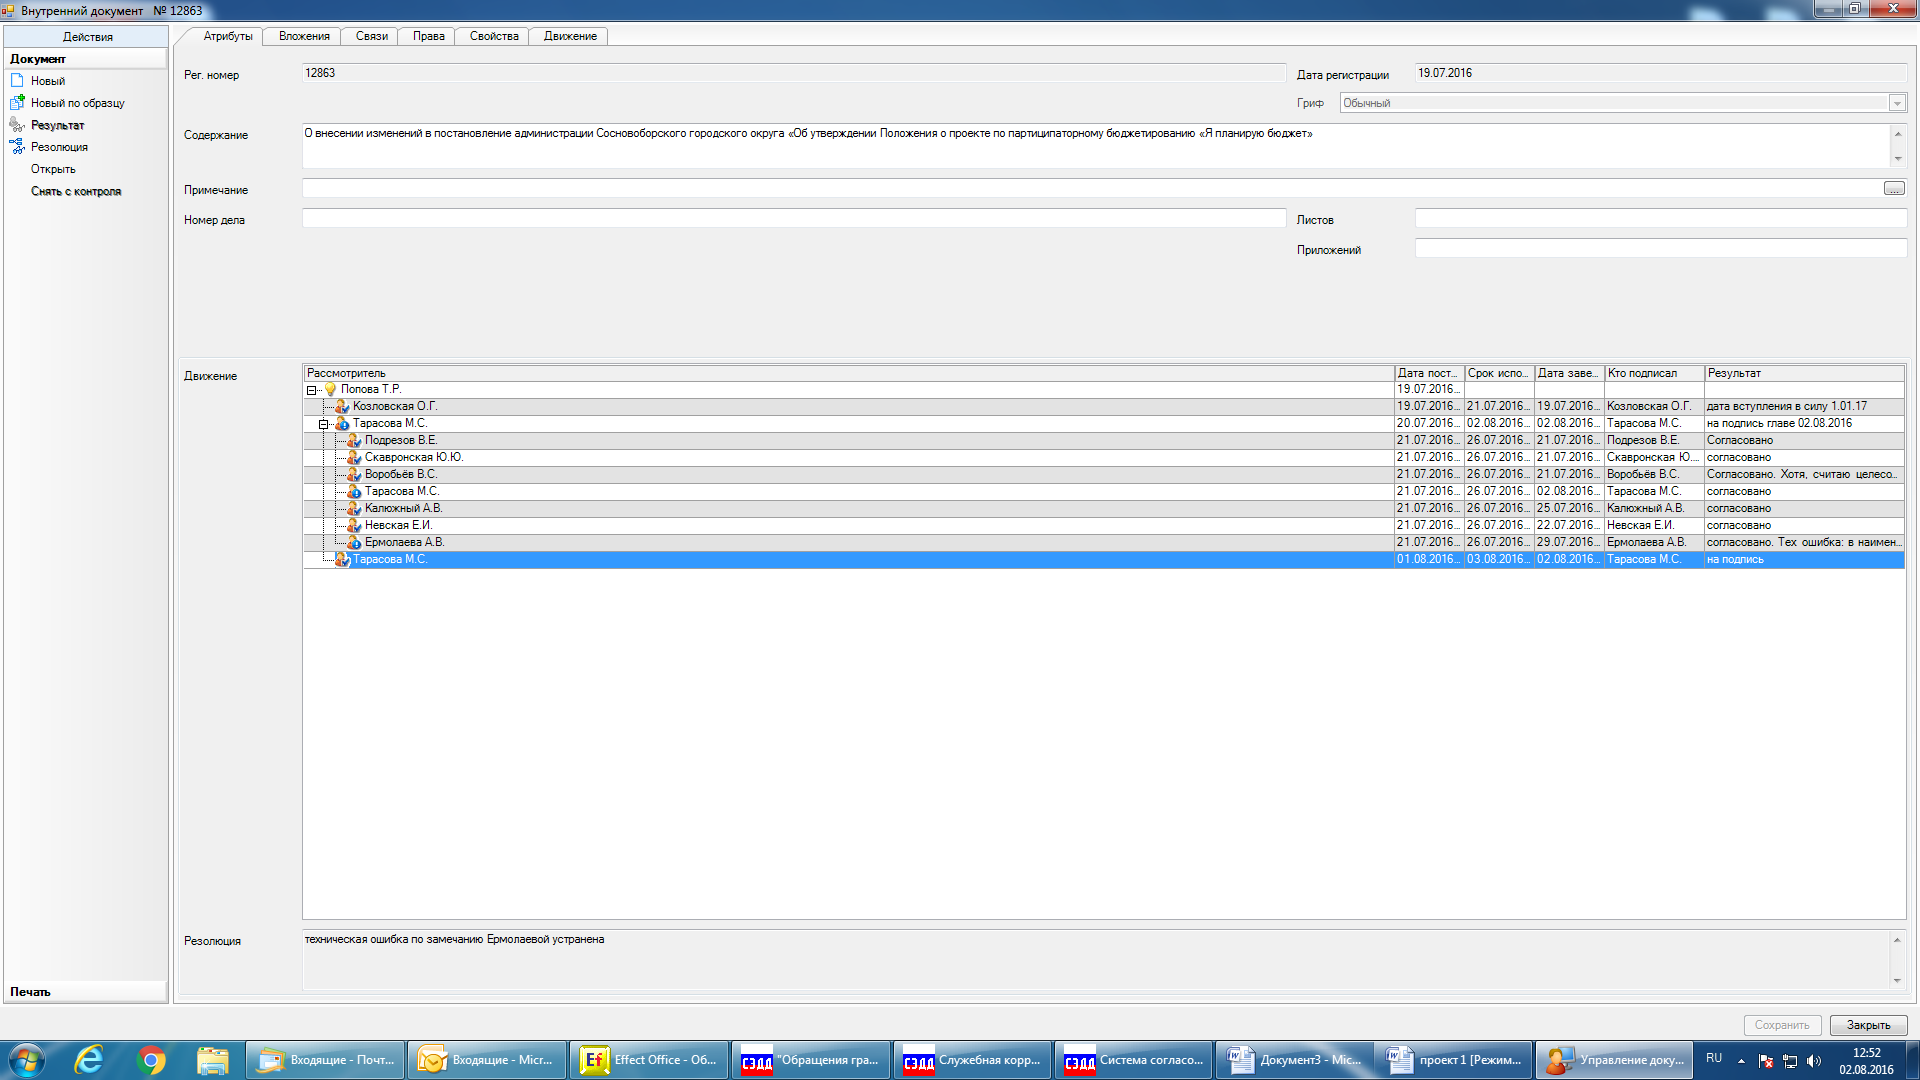 Внутренний документ № 12863
Действия
Документ
Новый
Новый по образцу
Результат
Резолюция
Открыть
Снять с контроля
Печать
Атрибуты Вложения Связи Права Свойства Движение
Рег. номер 12863 Дата регистрации 19.07.2016
Гриф Обычный
Содержание О внесении изменений в постановление администрации Сосновоборского городского округа «Об утверждении Положения о проекте по партиципаторному бюджетированию «Я планирую бюджет»
Примечание ...
Номер дела Листов
Приложений
Движение
Рассмотритель Дата пост... Срок испо... Дата заве... Кто подписал Результат
Попова Т.Р. 19.07.2016...
Козловская О.Г. 19.07.2016... 21.07.2016... 19.07.2016... Козловская О.Г. дата вступления в силу 1.01.17
Тарасова М.С. 20.07.2016... 02.08.2016... 02.08.2016... Тарасова М.С. на подпись главе 02.08.2016
Подрезов В.Е. 21.07.2016... 26.07.2016... 21.07.2016... Подрезов В.Е. Согласовано
Скавронская Ю.Ю. 21.07.2016... 26.07.2016... 21.07.2016... Скавронская Ю.... согласовано
Воробьёв В.С. 21.07.2016... 26.07.2016... 21.07.2016... Воробьёв В.С. Согласовано. Хотя, считаю целесо...
Тарасова М.С. 21.07.2016... 26.07.2016... 02.08.2016... Тарасова М.С. согласовано
Калюжный А.В. 21.07.2016... 26.07.2016... 25.07.2016... Калюжный А.В. согласовано
Невская Е.И. 21.07.2016... 26.07.2016... 22.07.2016... Невская Е.И. согласовано
Ермолаева А.В. 21.07.2016... 26.07.2016... 29.07.2016... Ермолаева А.В. согласовано. Тех ошибка: в наимен...
Тарасова М.С. 01.08.2016... 03.08.2016... 02.08.2016... Тарасова М.С. на подпись
Резолюция техническая ошибка по замечанию Ермолаевой устранена
Сохранить Закрыть
Входящие - Почт... Входящие - Micr... Ef Effect Office - Об... СЭДД "Обращения гра... СЭДД Служебная корр... СЭДД Система согласо... Документ3 - Mic... проект1 [Режим... Управление доку... RU 12:52
02.08.2016